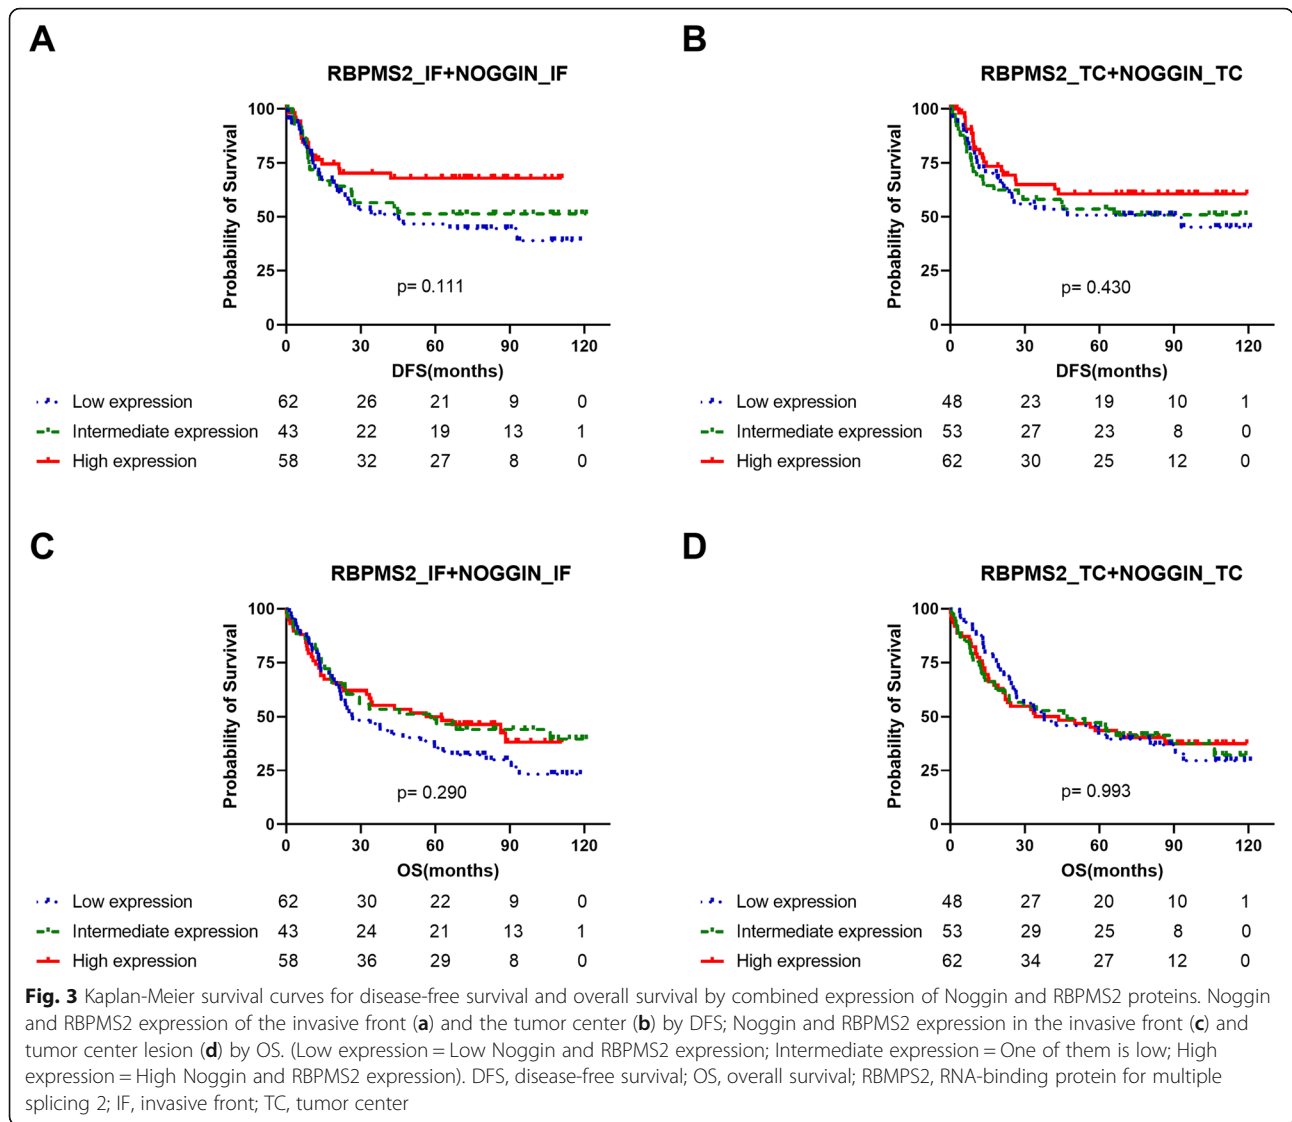 A
RBPMS2_IF+NOGGIN_IF
Probability of Survival
100
75
50
25
0
p= 0.111
0 30 60 90 120
DFS(months)
Low expression 62 26 21 9 0
Intermediate expression 43 22 19 13 1
High expression 58 32 27 8 0
B
RBPMS2_TC+NOGGIN_TC
Probability of Survival
100
75
50
25
0
p= 0.430
0 30 60 90 120
DFS(months)
Low expression 48 23 19 10 1
Intermediate expression 53 27 23 8 0
High expression 62 30 25 12 0
C
RBPMS2_IF+NOGGIN_IF
Probability of Survival
100
75
50
25
0
p= 0.290
0 30 60 90 120
OS(months)
Low expression 62 30 22 9 0
Intermediate expression 43 24 21 13 1
High expression 58 36 29 8 0
D
RBPMS2_TC+NOGGIN_TC
Probability of Survival
100
75
50
25
0
p= 0.993
0 30 60 90 120
OS(months)
Low expression 48 27 20 10 1
Intermediate expression 53 29 25 8 0
High expression 62 34 27 12 0
Fig. 3 Kaplan-Meier survival curves for disease-free survival and overall survival by combined expression of Noggin and RBPMS2 proteins. Noggin
and RBPMS2 expression of the invasive front (a) and the tumor center (b) by DFS; Noggin and RBPMS2 expression in the invasive front (c) and
tumor center lesion (d) by OS. (Low expression = Low Noggin and RBPMS2 expression; Intermediate expression = One of them is low; High
expression = High Noggin and RBPMS2 expression). DFS, disease-free survival; OS, overall survival; RBMPS2, RNA-binding protein for multiple
splicing 2; IF, invasive front; TC, tumor center